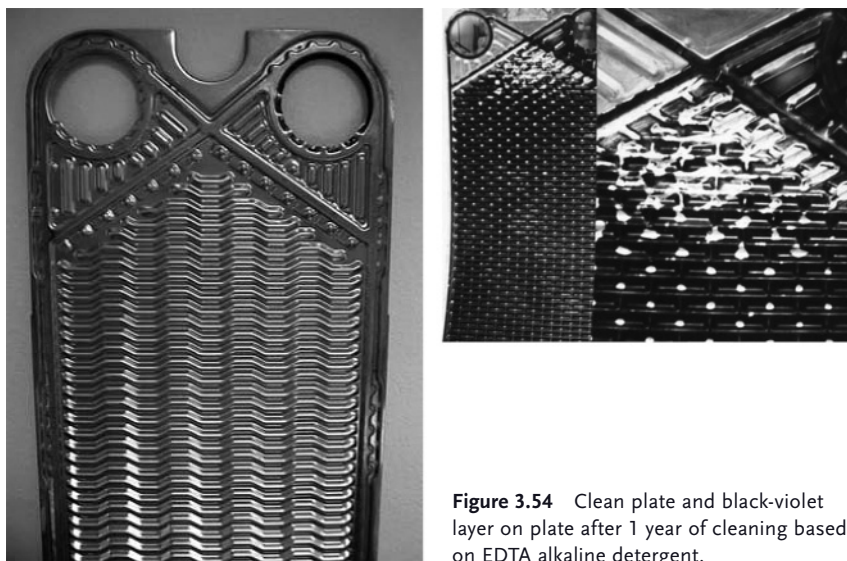 Figure 3.54 Clean plate and black-violet
layer on plate after 1 year of cleaning based
on EDTA alkaline detergent.